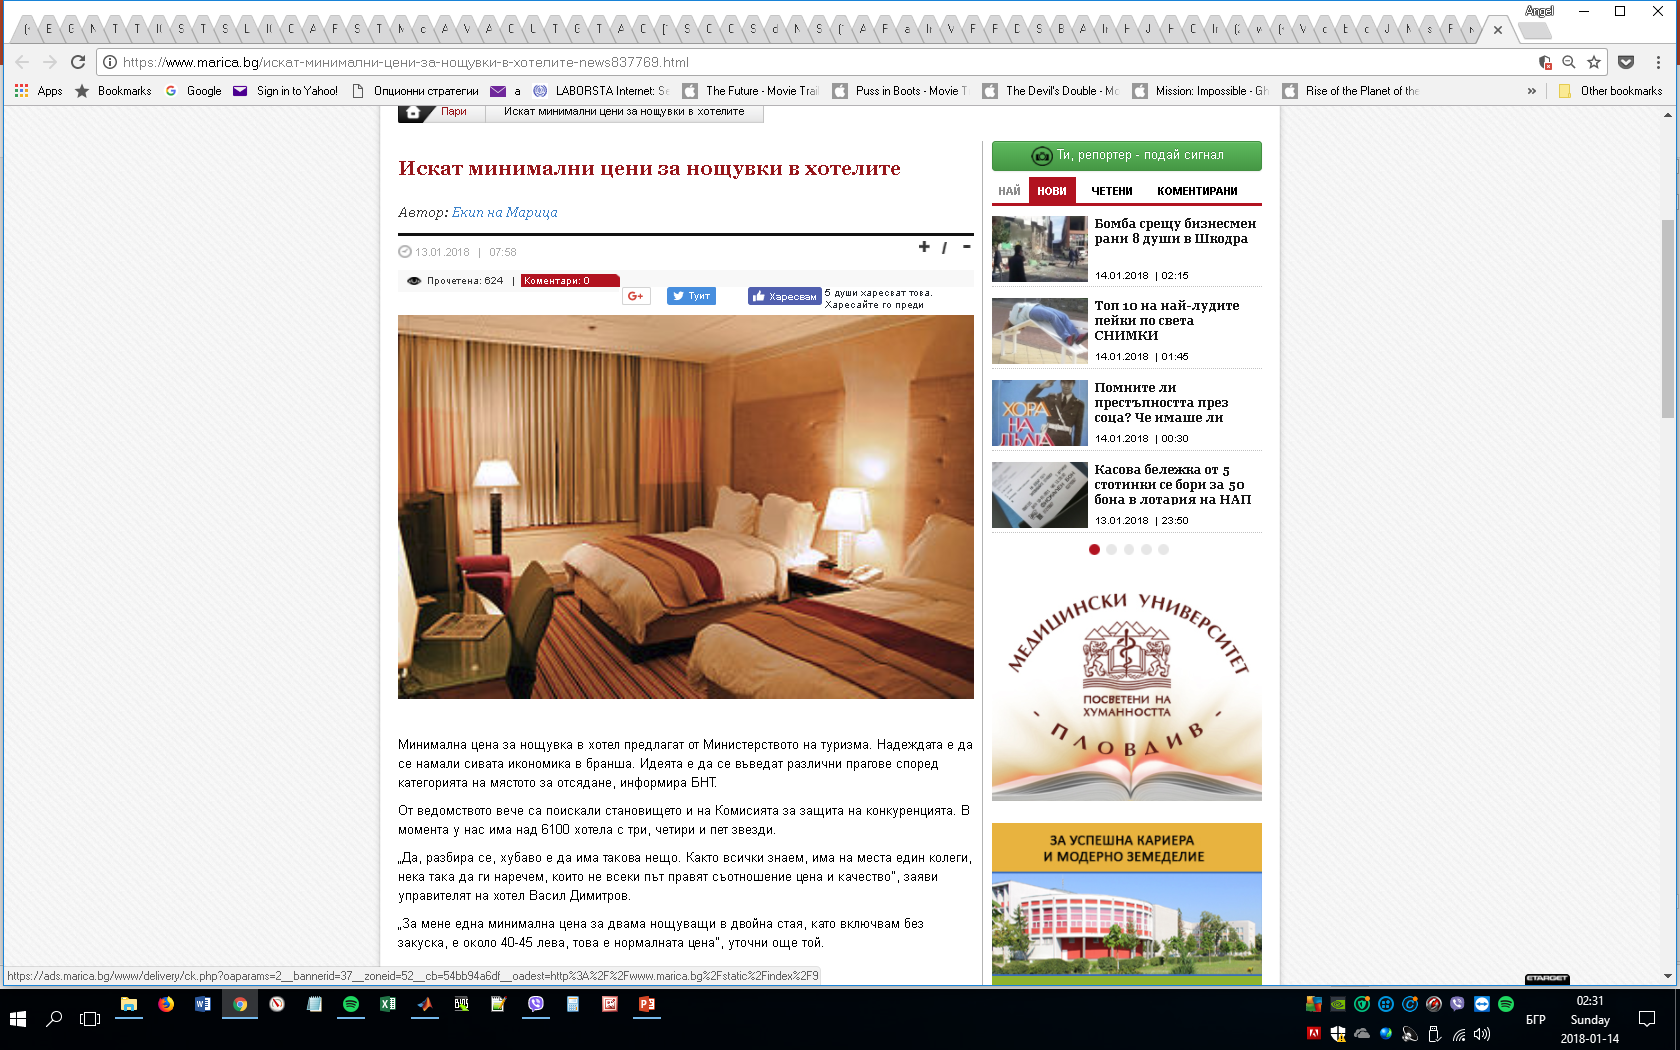 Angel
https://www.marica.bg/искат-минимални-цени-за-нощувки-в-хотелите-news837769.html
Apps Bookmarks Google Sign in to Yahoo! Опционни стратегии a LABORSTA Internet: Se The Future - Movie Trail Puss in Boots - Movie T The Devil's Double - Mo Mission: Impossible - Gh Rise of the Planet of the » Other bookmarks
Пари Искат минимални цени за нощувки в хотелите
Искат минимални цени за нощувки в хотелите
Автор: Екип на Марица
13.01.2018 | 07:58
+ / -
Прочетена: 624 | Коментари: 0
G+ Туит Харесвам 5 души харесват това.
Харесайте го преди
Минимална цена за нощувка в хотел предлагат от Министерството на туризма. Надеждата е да
се намали сивата икономика в бранша. Идеята е да се въведат различни прагове според
категорията на мястото за отсядане, информира БНТ.
От ведомството вече са поискали становището и на Комисията за защита на конкуренцията. В
момента у нас има над 6100 хотела с три, четири и пет звезди.
„Да, разбира се, хубаво е да има такова нещо. Както всички знаем, има на места един колеги,
нека така да ги наречем, които не всеки път правят съотношение цена и качество", заяви
управителят на хотел Васил Димитров.
„За мене една минимална цена за двама нощуващи в двойна стая, като включвам без
закуска, е около 40-45 лева, това е нормалната цена", уточни още той.
Ти, репортер - подай сигнал
НАЙ НОВИ ЧЕТЕНИ КОМЕНТИРАНИ
Бомба срещу бизнесмен
рани 8 души в Шкодра
14.01.2018 | 02:15
Топ 10 на най-лудите
пейки по света
СНИМКИ
14.01.2018 | 01:45
ХОРА
НА
ДЪЛГА
Помните ли
престъпността през
соца? Че имаше ли
14.01.2018 | 00:30
Касова бележка от 5
стотинки се бори за 50
бона в лотария на НАП
13.01.2018 | 23:50
МЕДИЦИНСКИ УНИВЕРСИТЕТ
ПОСВЕТЕНИ НА
ХУМАННОСТТА
- ПЛОВДИВ -
ЗА УСПЕШНА КАРИЕРА
И МОДЕРНО ЗЕМЕДЕЛИЕ
ETARGET
https://ads.marica.bg/www/delivery/ck.php?oaparams=2__bannerid=37__zoneid=52__cb=54bb94a6df__oadest=http%3A%2F%2Fwww.marica.bg%2Fstatic%2Findex%2F9
БГР
02:31
Sunday
2018-01-14